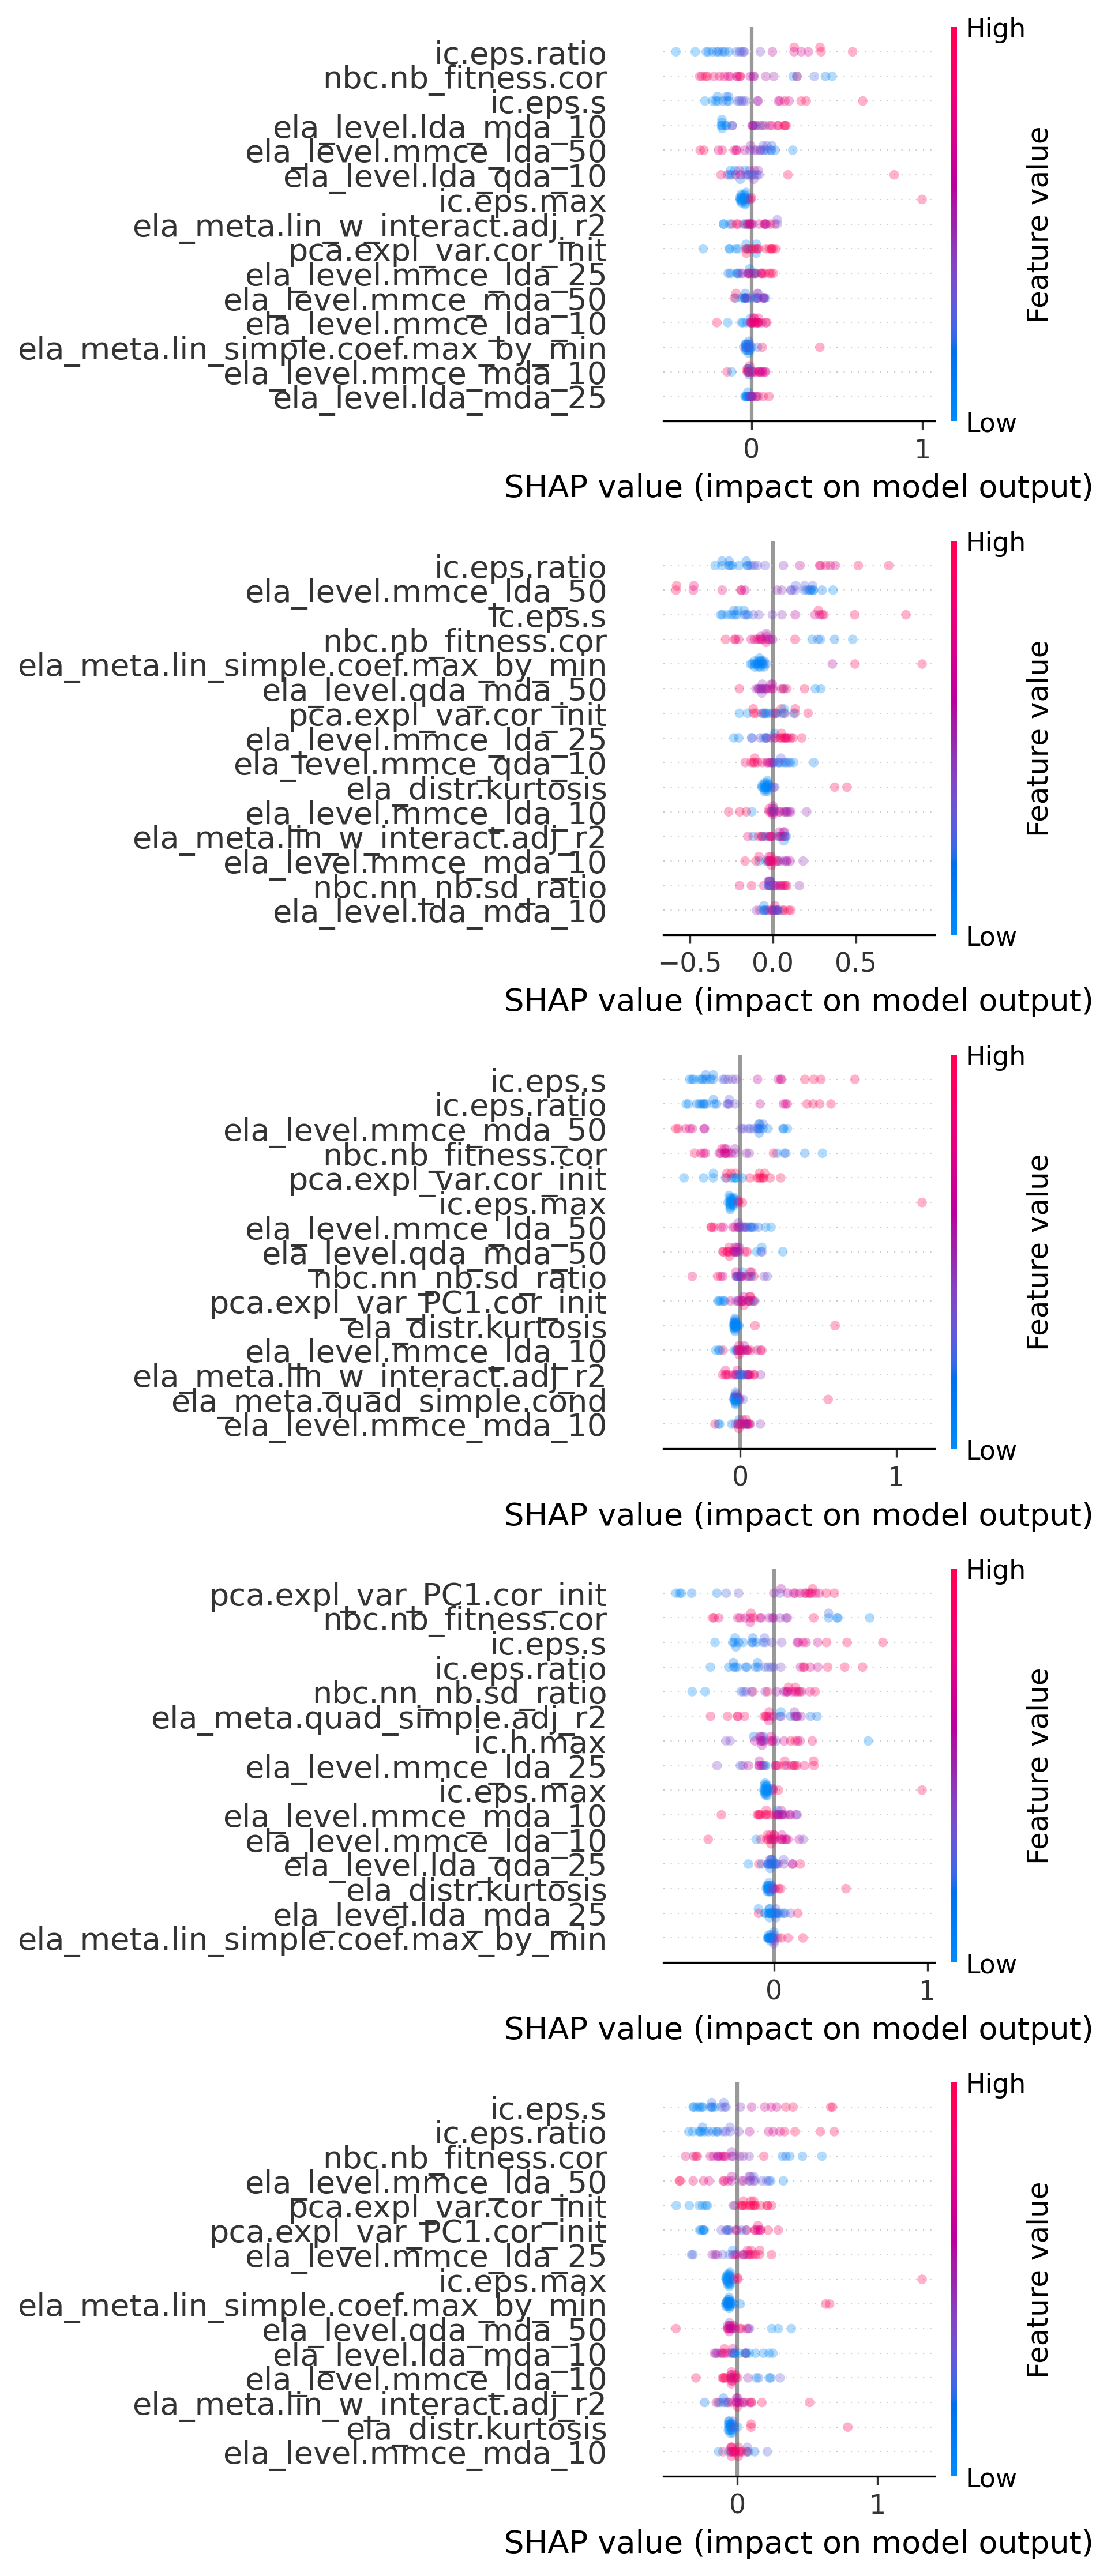 High
ic.eps.ratio
nbc.nb_fitness.cor
ic.eps.s
ela_level.lda_mda_10
ela_level.mmce_lda_50
ela_level.lda_qda_10
ic.eps.max
ela_meta.lin_w_interact.adj_r2
pca.expl_var.cor_init
ela_level.mmce_lda_25
ela_level.mmce_mda_50
ela_level.mmce_lda_10
ela_meta.lin_simple.coef.max_by_min
ela_level.mmce_mda_10
ela_level.lda_mda_25
Feature value
Low
0 1
SHAP value (impact on model output)
High
ic.eps.ratio
ela_level.mmce_lda_50
ic.eps.s
nbc.nb_fitness.cor
ela_meta.lin_simple.coef.max_by_min
ela_level.qda_mda_50
pca.expl_var.cor_init
ela_level.mmce_lda_25
ela_level.mmce_qda_10
ela_distr.kurtosis
ela_level.mmce_lda_10
ela_meta.lin_w_interact.adj_r2
ela_level.mmce_mda_10
nbc.nn_nb.sd_ratio
ela_level.lda_mda_10
Feature value
Low
−0.5 0.0 0.5
SHAP value (impact on model output)
High
ic.eps.s
ic.eps.ratio
ela_level.mmce_mda_50
nbc.nb_fitness.cor
pca.expl_var.cor_init
ic.eps.max
ela_level.mmce_lda_50
ela_level.qda_mda_50
nbc.nn_nb.sd_ratio
pca.expl_var_PC1.cor_init
ela_distr.kurtosis
ela_level.mmce_lda_10
ela_meta.lin_w_interact.adj_r2
ela_meta.quad_simple.cond
ela_level.mmce_mda_10
Feature value
Low
0 1
SHAP value (impact on model output)
High
pca.expl_var_PC1.cor_init
nbc.nb_fitness.cor
ic.eps.s
ic.eps.ratio
nbc.nn_nb.sd_ratio
ela_meta.quad_simple.adj_r2
ic.h.max
ela_level.mmce_lda_25
ic.eps.max
ela_level.mmce_mda_10
ela_level.mmce_lda_10
ela_level.lda_qda_25
ela_distr.kurtosis
ela_level.lda_mda_25
ela_meta.lin_simple.coef.max_by_min
Feature value
Low
0 1
SHAP value (impact on model output)
High
ic.eps.s
ic.eps.ratio
nbc.nb_fitness.cor
ela_level.mmce_lda_50
pca.expl_var.cor_init
pca.expl_var_PC1.cor_init
ela_level.mmce_lda_25
ic.eps.max
ela_meta.lin_simple.coef.max_by_min
ela_level.qda_mda_50
ela_level.lda_mda_10
ela_level.mmce_lda_10
ela_meta.lin_w_interact.adj_r2
ela_distr.kurtosis
ela_level.mmce_mda_10
Feature value
Low
0 1
SHAP value (impact on model output)